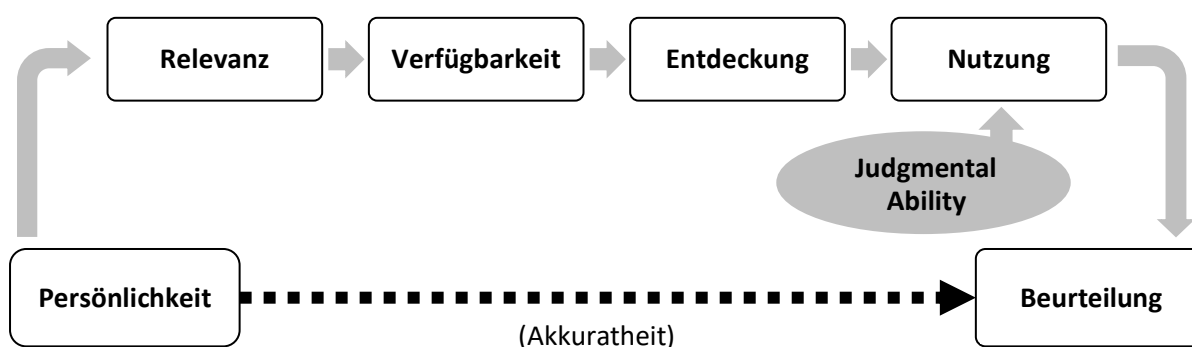 Relevanz
Verfügbarkeit
Entdeckung
Nutzung
Judgmental
Ability
Persönlichkeit
Beurteilung
(Akkuratheit)